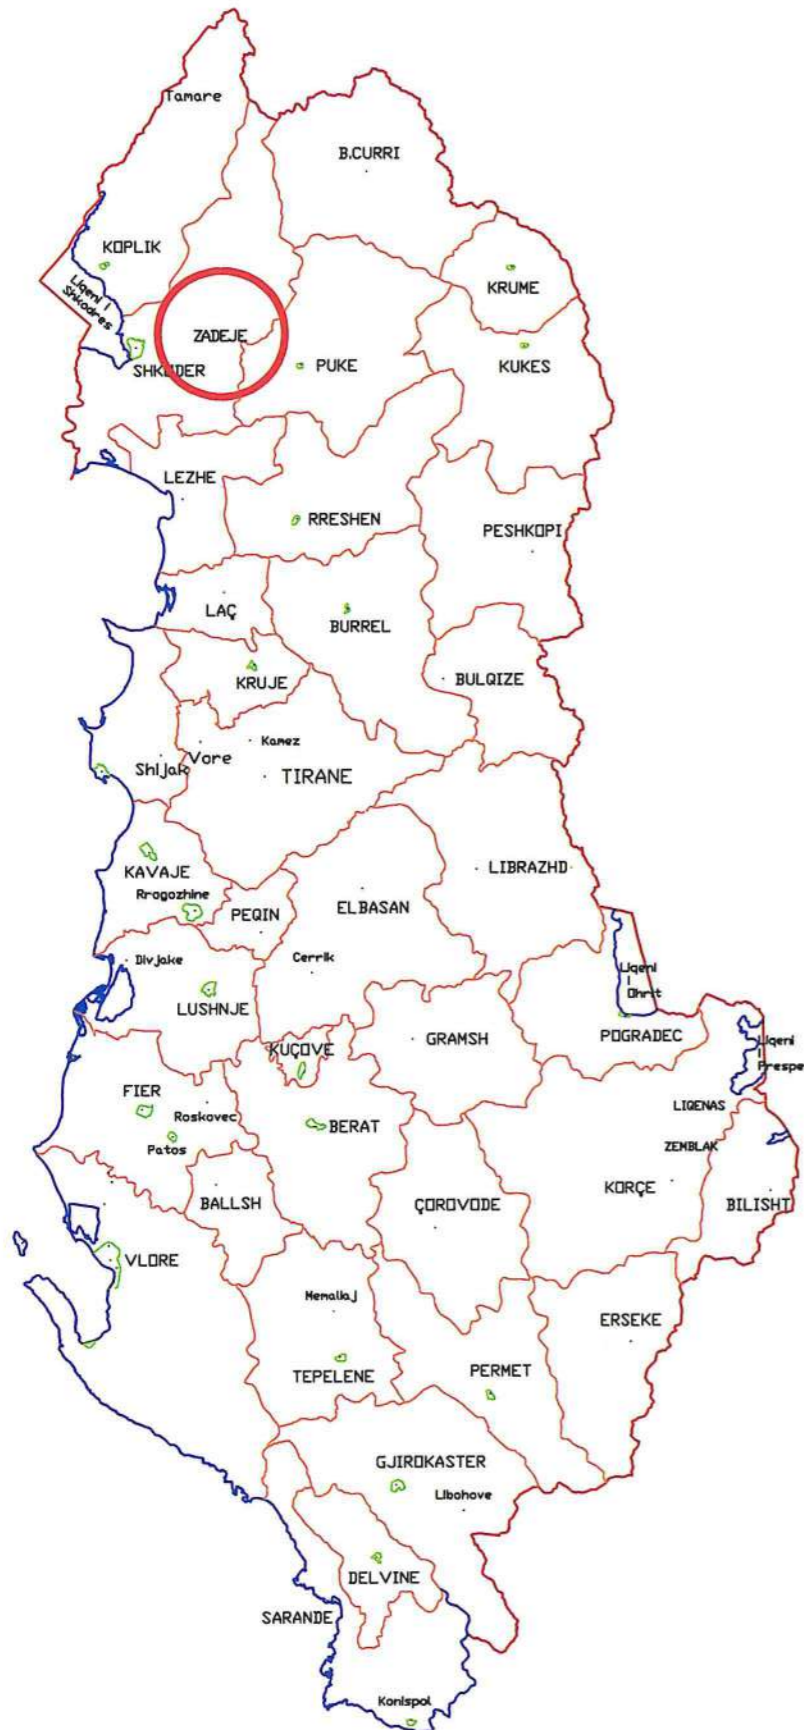 Tamare
B.CURRI
KOPLIK
KRUME
Liqeni i
Shkodres
ZADEJE
SHKODER
PUKE
KUKES
LEZHE
RRESHEN
PESHKOPI
LAÇ
BURREL
KRUJE
BULQIZE
Kamez
Vore
Shijak
TIRANE
KAVAJE
LIBRAZHD
Rrogozhine
PEQIN
ELBASAN
Divjake
Cerrik
LUSHNJE
Liqeni
i
Ohrit
KUÇOVE
GRAMSH
POGRADEC
Liqeni
i
Prespe
FIER
Roskovec
LIQENAS
Patos
BERAT
ZEMBLAK
BALLSH
ÇOROVODE
KORÇE
BILISHT
VLORE
Memaliaj
ERSEKE
TEPELENE
PERMET
GJIROKASTER
Libohove
DELVINE
SARANDE
Konispol